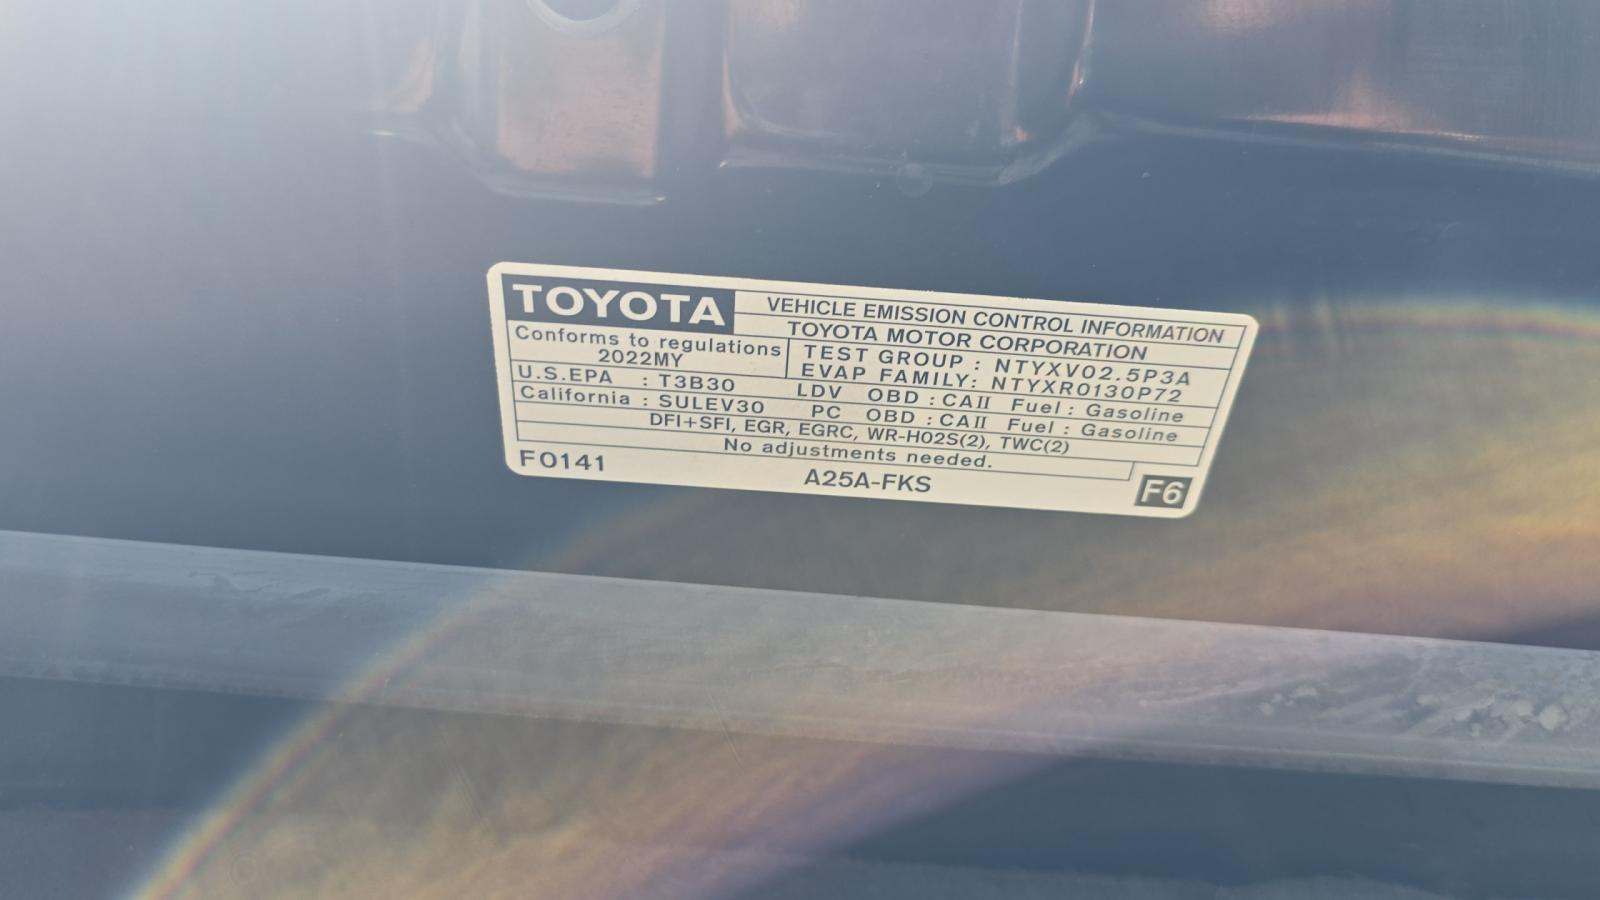 TOYOTA VEHICLE EMISSION CONTROL INFORMATION
TOYOTA MOTOR CORPORATION
Conforms to regulations
2022MY
TEST GROUP : NTYXV02.5P3A
EVAP FAMILY: NTYXR0130P72
U.S.EPA : T3B30 LDV OBD : CAII Fuel : Gasoline
California : SULEV30 PC OBD : CAII Fuel : Gasoline
DFI+SFI, EGR, EGRC, WR-HO2S(2), TWC(2)
No adjustments needed.
F0141 A25A-FKS F6